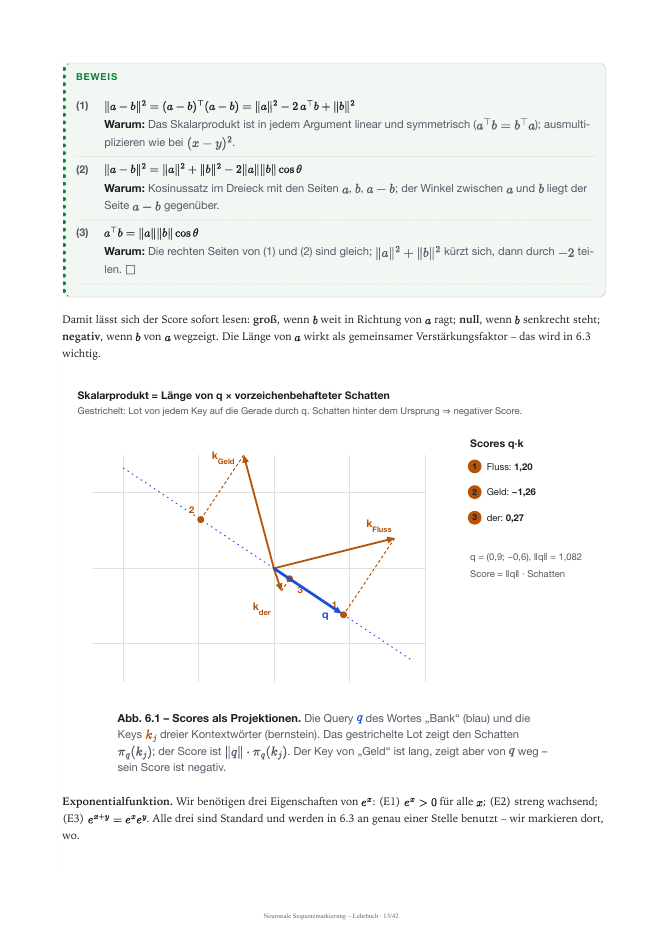 BEWEIS
(1) ‖a − b‖² = (a − b)⊤(a − b) = ‖a‖² − 2 a⊤b + ‖b‖²
Warum: Das Skalarprodukt ist in jedem Argument linear und symmetrisch (a⊤b = b⊤a); ausmulti-
plizieren wie bei (x − y)².
(2) ‖a − b‖² = ‖a‖² + ‖b‖² − 2‖a‖‖b‖ cos θ
Warum: Kosinussatz im Dreieck mit den Seiten a, b, a − b; der Winkel zwischen a und b liegt der
Seite a − b gegenüber.
(3) a⊤b = ‖a‖‖b‖ cos θ
Warum: Die rechten Seiten von (1) und (2) sind gleich; ‖a‖² + ‖b‖² kürzt sich, dann durch −2 tei-
len. □
Damit lässt sich der Score sofort lesen: groß, wenn b weit in Richtung von a ragt; null, wenn b senkrecht steht;
negativ, wenn b von a wegzeigt. Die Länge von a wirkt als gemeinsamer Verstärkungsfaktor – das wird in 6.3
wichtig.
Skalarprodukt = Länge von q × vorzeichenbehafteter Schatten
Gestrichelt: Lot von jedem Key auf die Gerade durch q. Schatten hinter dem Ursprung ⇒ negativer Score.
Scores q·k
1 Fluss: 1,20
2 Geld: −1,26
3 der: 0,27
q = (0,9; −0,6), ‖q‖ = 1,082
Score = ‖q‖ · Schatten
k_Geld
2
k_Fluss
3
k_der
1
q
Abb. 6.1 – Scores als Projektionen. Die Query q des Wortes „Bank“ (blau) und die
Keys k_j dreier Kontextwörter (bernstein). Das gestrichelte Lot zeigt den Schatten
π_q(k_j); der Score ist ‖q‖ · π_q(k_j). Der Key von „Geld“ ist lang, zeigt aber von q weg –
sein Score ist negativ.
Exponentialfunktion. Wir benötigen drei Eigenschaften von eˣ: (E1) eˣ > 0 für alle x; (E2) streng wachsend;
(E3) eˣ⁺ʸ = eˣeʸ. Alle drei sind Standard und werden in 6.3 an genau einer Stelle benutzt – wir markieren dort,
wo.
Neuronale Sequenzmarkierung – Lehrbuch · 13/42